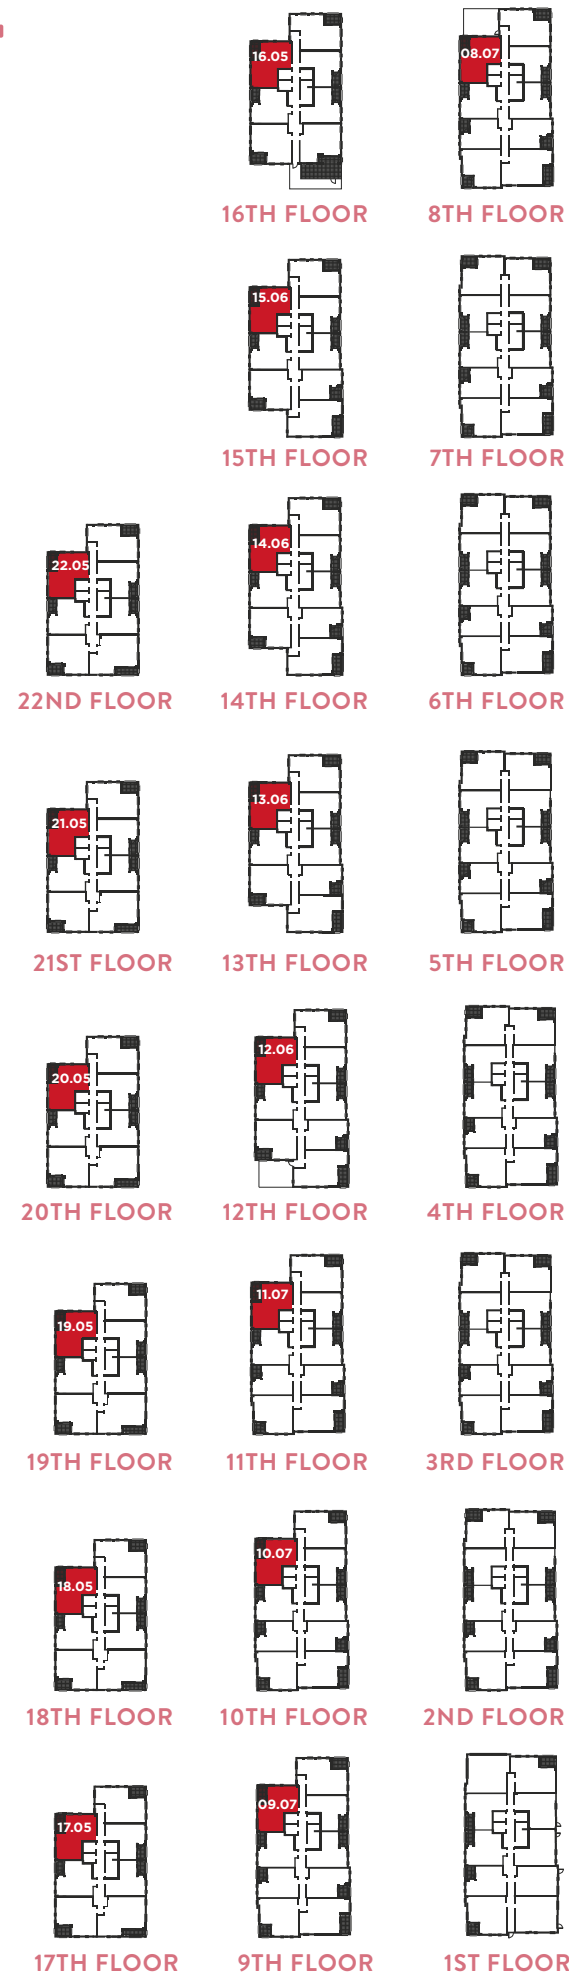 16.05
08.07
16TH FLOOR
8TH FLOOR
15.06
15TH FLOOR
7TH FLOOR
22.05
14.06
22ND FLOOR
14TH FLOOR
6TH FLOOR
21.05
13.06
21ST FLOOR
13TH FLOOR
5TH FLOOR
20.05
12.06
20TH FLOOR
12TH FLOOR
4TH FLOOR
19.05
11.07
19TH FLOOR
11TH FLOOR
3RD FLOOR
18.05
10.07
18TH FLOOR
10TH FLOOR
2ND FLOOR
17.05
09.07
17TH FLOOR
9TH FLOOR
1ST FLOOR